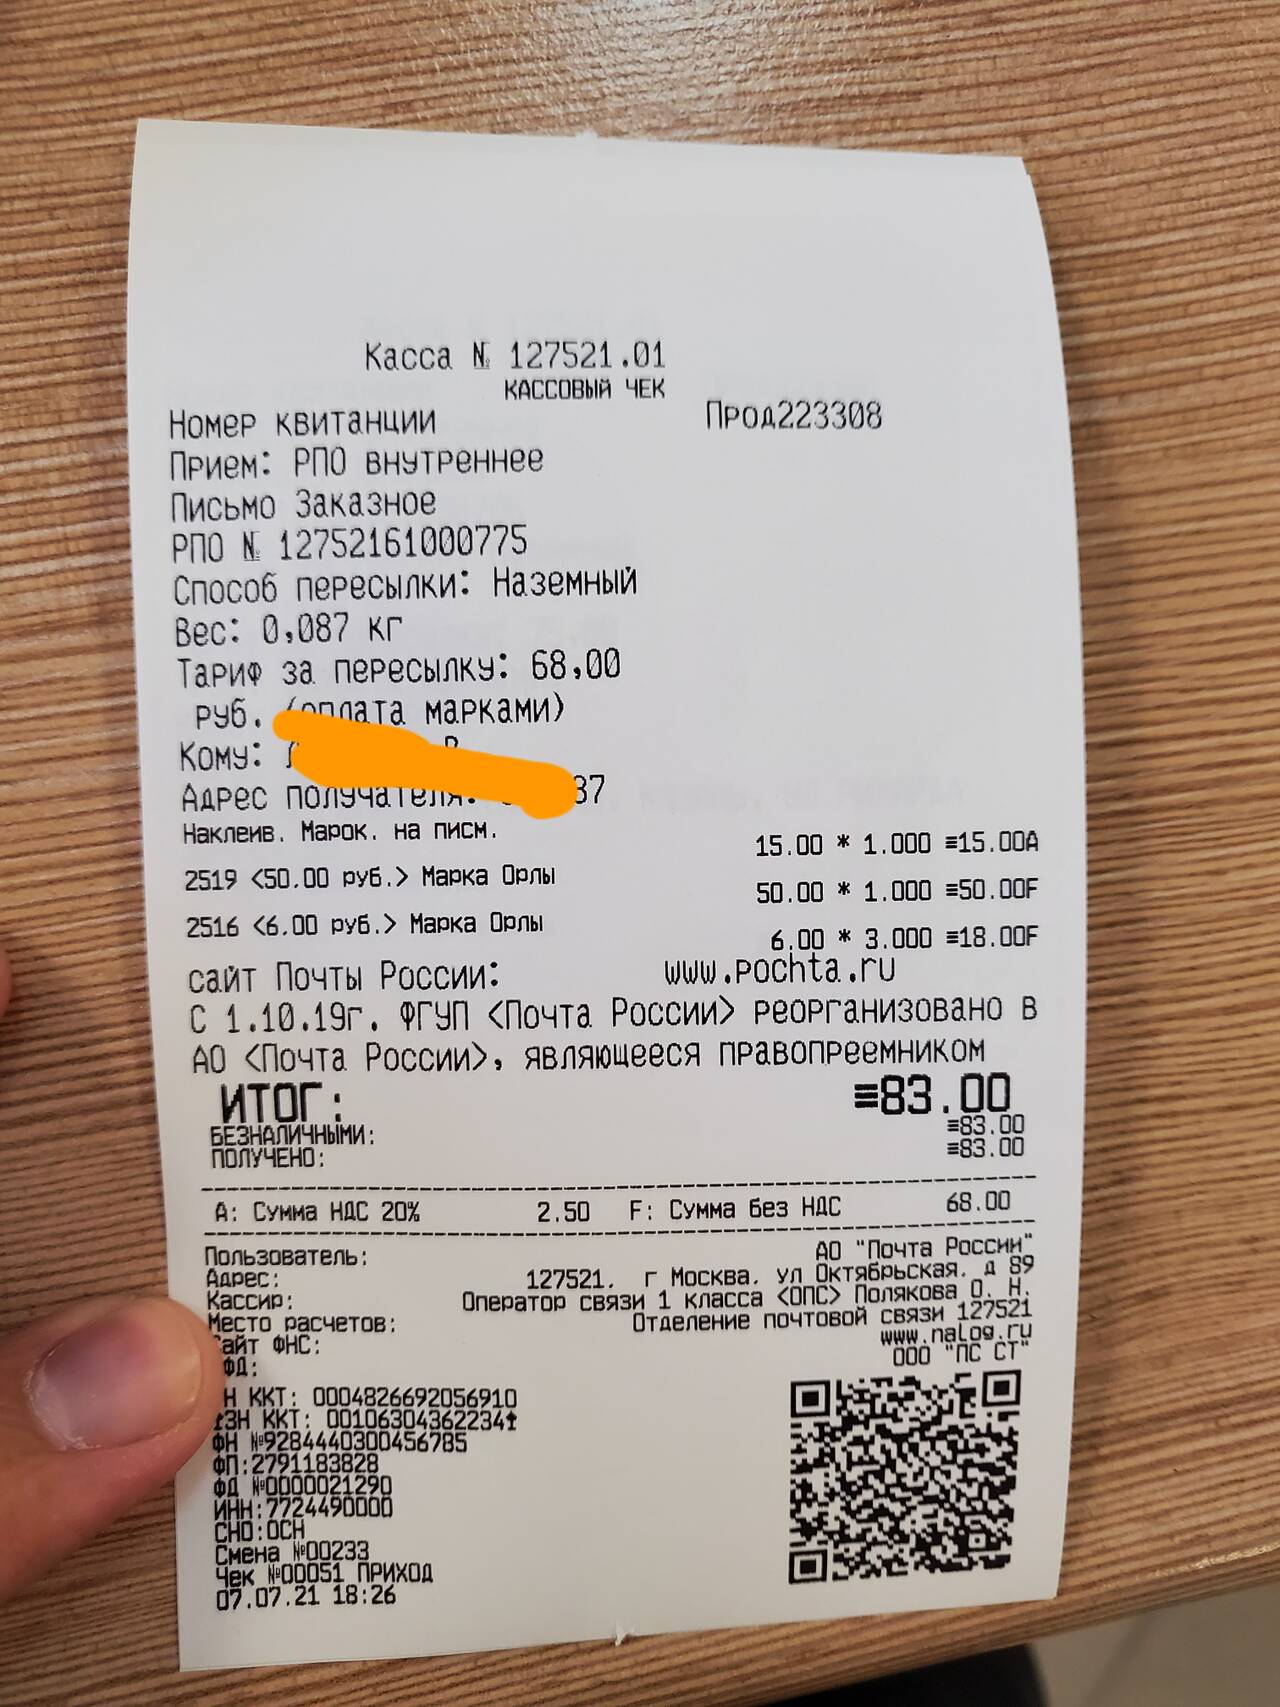 Касса № 127521.01
КАССОВЫЙ ЧЕК
Номер квитанции Прод223308
Прием: РПО внутреннее
Письмо Заказное
РПО № 12752161000775
Способ пересылки: Наземный
Вес: 0,087 кг
Тариф за пересылку: 68,00
руб. (оплата марками)
Кому:
Адрес получателя: 37
Наклеив. Марок. на писм.
15.00 * 1.000 ≡15.00A
2519 <50.00 руб.> Марка Орлы
50.00 * 1.000 ≡50.00F
2516 <6.00 руб.> Марка Орлы
6.00 * 3.000 ≡18.00F
сайт Почты России: www.pochta.ru
С 1.10.19г. ФГУП <Почта России> реорганизовано в
АО <Почта России>, являющееся правопреемником
ИТОГ: ≡83.00
БЕЗНАЛИЧНЫМИ: ≡83.00
ПОЛУЧЕНО: ≡83.00
А: Сумма НДС 20% 2.50 F: Сумма без НДС 68.00
Пользователь: АО "Почта России"
Адрес: 127521, г Москва, ул Октябрьская, д 89
Кассир: Оператор связи 1 класса <ОПС> Полякова О. Н.
Место расчетов: Отделение почтовой связи 127521
Сайт ФНС: www.nalog.ru
ФД: ООО "ПС СТ"
Н ККТ: 0004826692056910
ЗН ККТ: 00106304362234
ФН №9284440300456785
ФП:2791183828
ФД №0000021290
ИНН:7724490000
СНО:ОСН
Смена №00233
Чек №00051 ПРИХОД
07.07.21 18:26